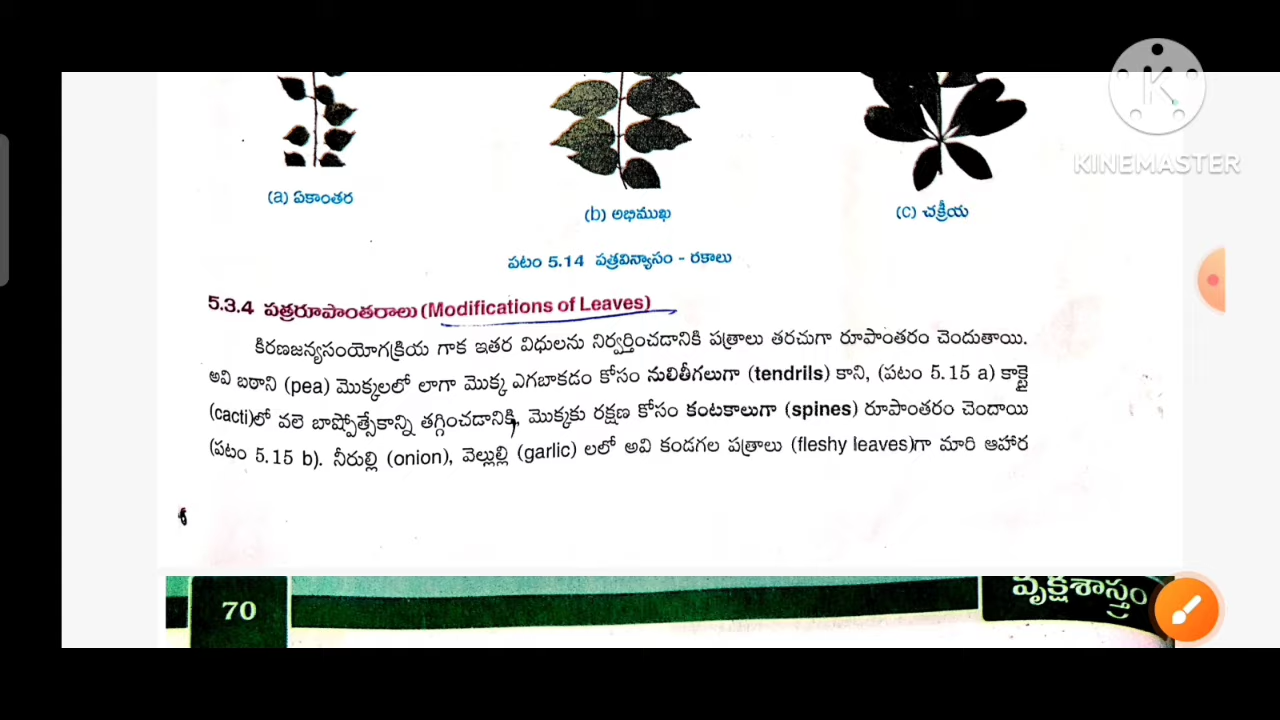 KINEMASTER
(a) ఏకాంతర
(b) అభిముఖ
(c) చక్రీయ
పటం 5.14 పత్రవిన్యాసం - రకాలు
5.3.4 పత్రరూపాంతరాలు (Modifications of Leaves)
కిరణజన్యసంయోగక్రియ గాక ఇతర విధులను నిర్వర్తించడానికి పత్రాలు తరచుగా రూపాంతరం చెందుతాయి.
అవి బఠాని (pea) మొక్కలలో లాగా మొక్క ఎగబాకడం కోసం నులితీగలుగా (tendrils) కాని, (పటం 5.15 a) కాక్టై
(cacti)లో వలె బాష్పోత్సేకాన్ని తగ్గించడానికి, మొక్కకు రక్షణ కోసం కంటకాలుగా (spines) రూపాంతరం చెందాయి
(పటం 5.15 b). నీరుల్లి (onion), వెల్లుల్లి (garlic) లలో అవి కండగల పత్రాలు (fleshy leaves)గా మారి ఆహార
70
వృక్షశాస్త్రం